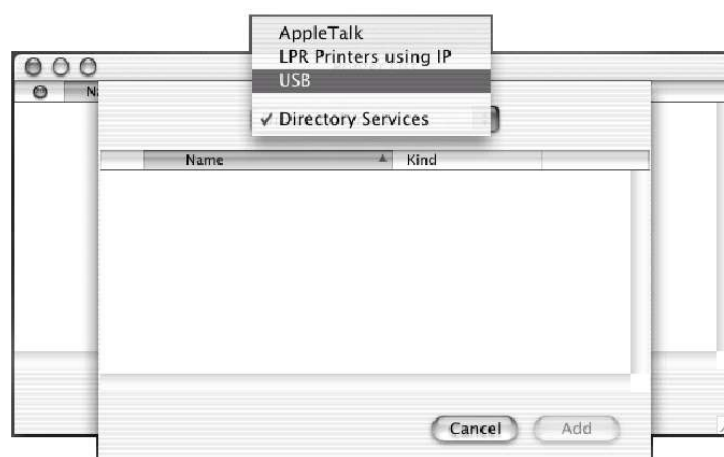 AppleTalk
LPR Printers using IP
USB
✓ Directory Services
Name Kind
Cancel Add